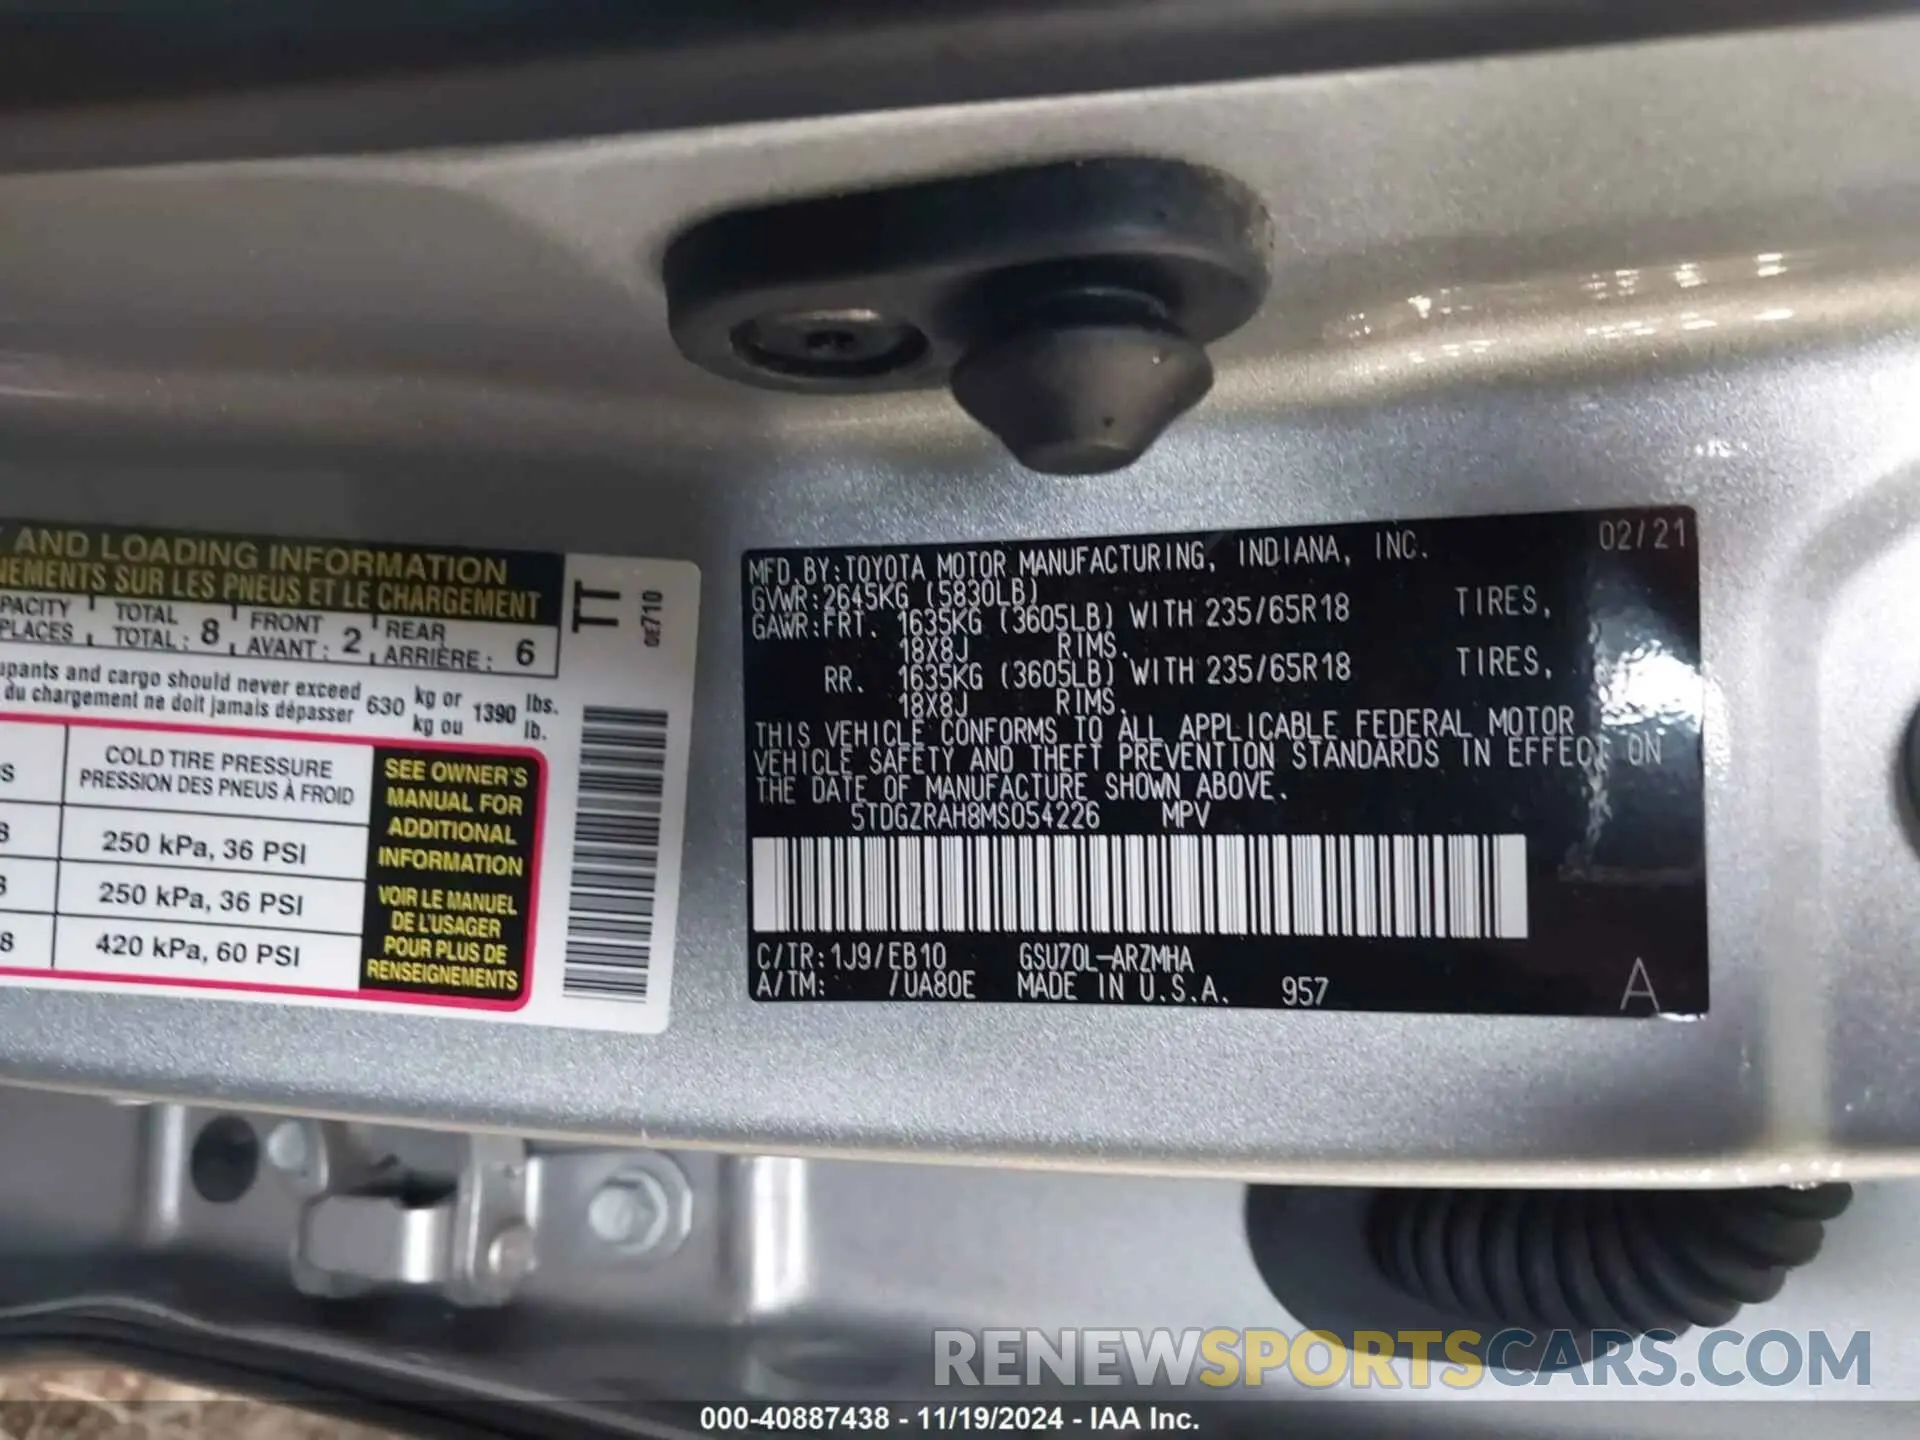 AND LOADING INFORMATION
NEMENTS SUR LES PNEUS ET LE CHARGEMENT
PACITY TOTAL FRONT REAR
PLACES TOTAL: 8 AVANT: 2 ARRIÈRE: 6
upants and cargo should never exceed 630 kg or 1390 lbs.
du chargement ne doit jamais dépasser kg ou lb.
COLD TIRE PRESSURE
PRESSION DES PNEUS À FROID
250 kPa, 36 PSI
250 kPa, 36 PSI
420 kPa, 60 PSI
SEE OWNER'S
MANUAL FOR
ADDITIONAL
INFORMATION
VOIR LE MANUEL
DE L'USAGER
POUR PLUS DE
RENSEIGNEMENTS
TT
0E710
02/21
MFD.BY:TOYOTA MOTOR MANUFACTURING, INDIANA, INC.
GVWR:2645KG (5830LB)
GAWR:FRT. 1635KG (3605LB) WITH 235/65R18 TIRES,
18X8J RIMS.
RR. 1635KG (3605LB) WITH 235/65R18 TIRES,
18X8J RIMS.
THIS VEHICLE CONFORMS TO ALL APPLICABLE FEDERAL MOTOR
VEHICLE SAFETY AND THEFT PREVENTION STANDARDS IN EFFECT ON
THE DATE OF MANUFACTURE SHOWN ABOVE.
5TDGZRAH8MS054226 MPV
C/TR:1J9/EB10 GSU70L-ARZMHA
A/TM: /UA80E MADE IN U.S.A. 957
A
RENEWSPORTSCARS.COM
000-40887438 - 11/19/2024 - IAA Inc.